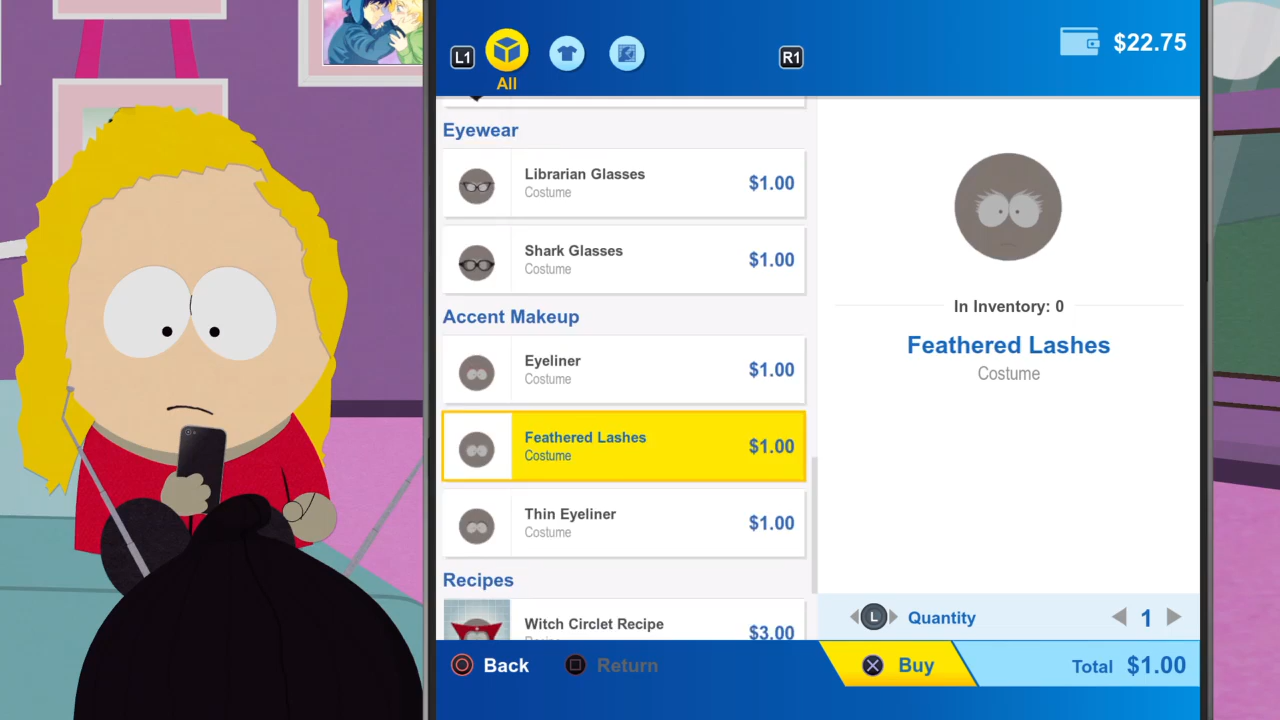 L1
All
R1
$22.75
Eyewear
Librarian Glasses
Costume
$1.00
Shark Glasses
Costume
$1.00
Accent Makeup
Eyeliner
Costume
$1.00
Feathered Lashes
Costume
$1.00
Thin Eyeliner
Costume
$1.00
Recipes
Witch Circlet Recipe
$3.00
In Inventory: 0
Feathered Lashes
Costume
L Quantity 1
Back
Return
Buy
Total $1.00